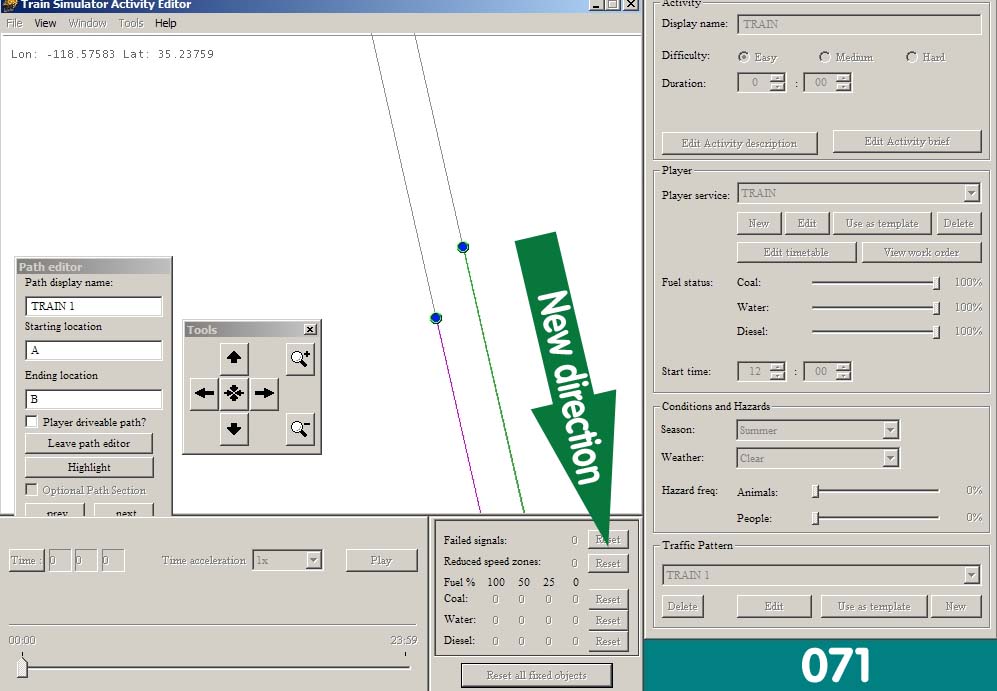 Train Simulator Activity Editor
File View Window Tools Help
Lon: -118.57583 Lat: 35.23759
Path editor
Path display name:
TRAIN 1
Starting location
A
Ending location
B
Player driveable path?
Leave path editor
Highlight
Optional Path Section
prev next
Tools
New direction
Time : 0 0 0
Time acceleration 1x
Play
00:00 23:59
Failed signals: 0 Reset
Reduced speed zones: 0 Reset
Fuel % 100 50 25 0
Coal: 0 0 0 0 Reset
Water: 0 0 0 0 Reset
Diesel: 0 0 0 0 Reset
Reset all fixed objects
Activity
Display name: TRAIN
Difficulty: Easy Medium Hard
Duration: 0 : 00
Edit Activity description Edit Activity brief
Player
Player service: TRAIN
New Edit Use as template Delete
Edit timetable View work order
Fuel status: Coal: 100%
Water: 100%
Diesel: 100%
Start time: 12 : 00
Conditions and Hazards
Season: Summer
Weather: Clear
Hazard freq: Animals: 0%
People: 0%
Traffic Pattern
TRAIN 1
Delete Edit Use as template New
071